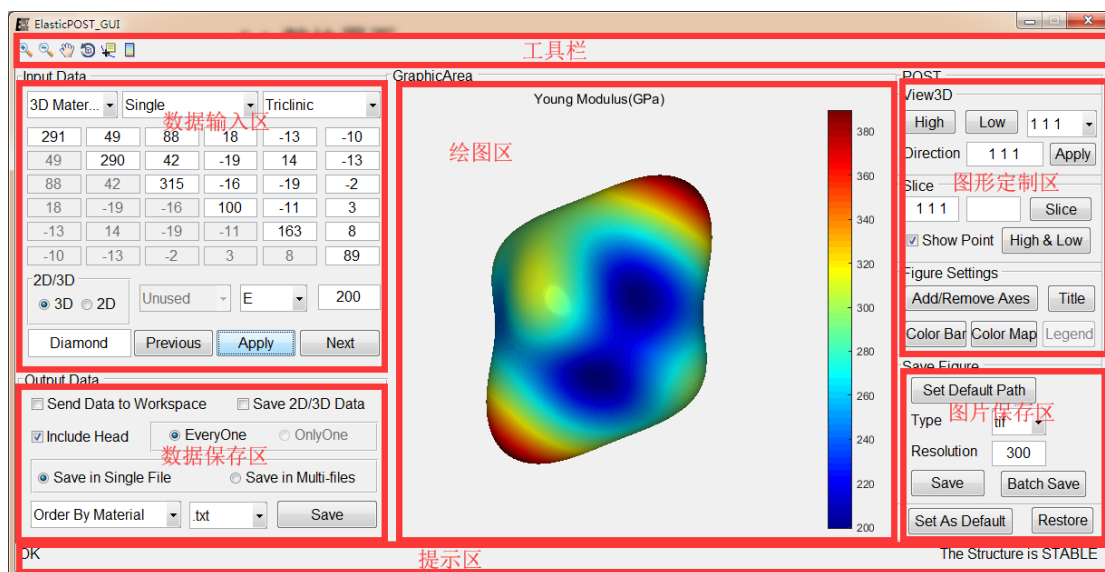 ElasticPOST_GUI
工具栏
Input Data
3D Mater... Single Triclinic
数据输入区
291 49 88 18 -13 -10
49 290 42 -19 14 -13
88 42 315 -16 -19 -2
18 -19 -16 100 -11 3
-13 14 -19 -11 163 8
-10 -13 -2 3 8 89
2D/3D
3D 2D Unused E 200
Diamond Previous Apply Next
Output Data
Send Data to Workspace Save 2D/3D Data
Include Head EveryOne OnlyOne
数据保存区
Save in Single File Save in Multi-files
Order By Material .txt Save
GraphicArea
Young Modulus(GPa)
绘图区
380
360
340
320
300
280
260
240
220
200
POST
View3D
High Low 1 1 1
Direction 1 1 1 Apply
图形定制区
Slice
1 1 1 Slice
Show Point High & Low
Figure Settings
Add/Remove Axes Title
Color Bar Color Map Legend
Save Figure
Set Default Path
图片保存区
Type tif
Resolution 300
Save Batch Save
Set As Default Restore
OK
提示区
The Structure is STABLE